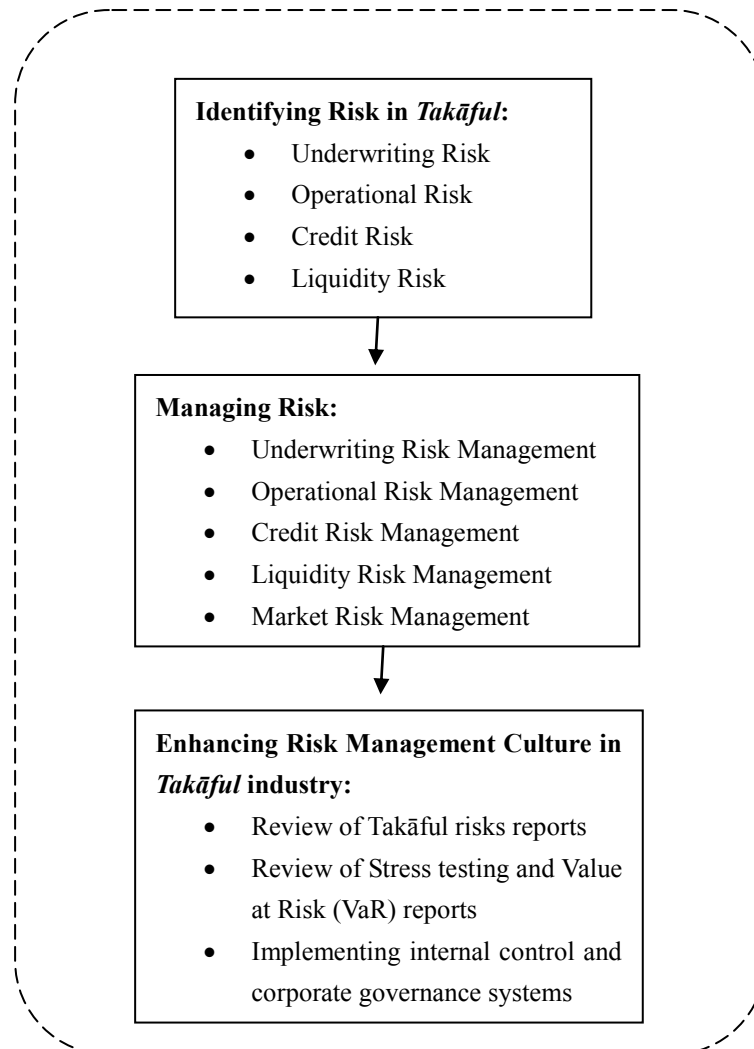 Identifying Risk in Takāful:
• Underwriting Risk
• Operational Risk
• Credit Risk
• Liquidity Risk
Managing Risk:
• Underwriting Risk Management
• Operational Risk Management
• Credit Risk Management
• Liquidity Risk Management
• Market Risk Management
Enhancing Risk Management Culture in
Takāful industry:
• Review of Takāful risks reports
• Review of Stress testing and Value
at Risk (VaR) reports
• Implementing internal control and
corporate governance systems